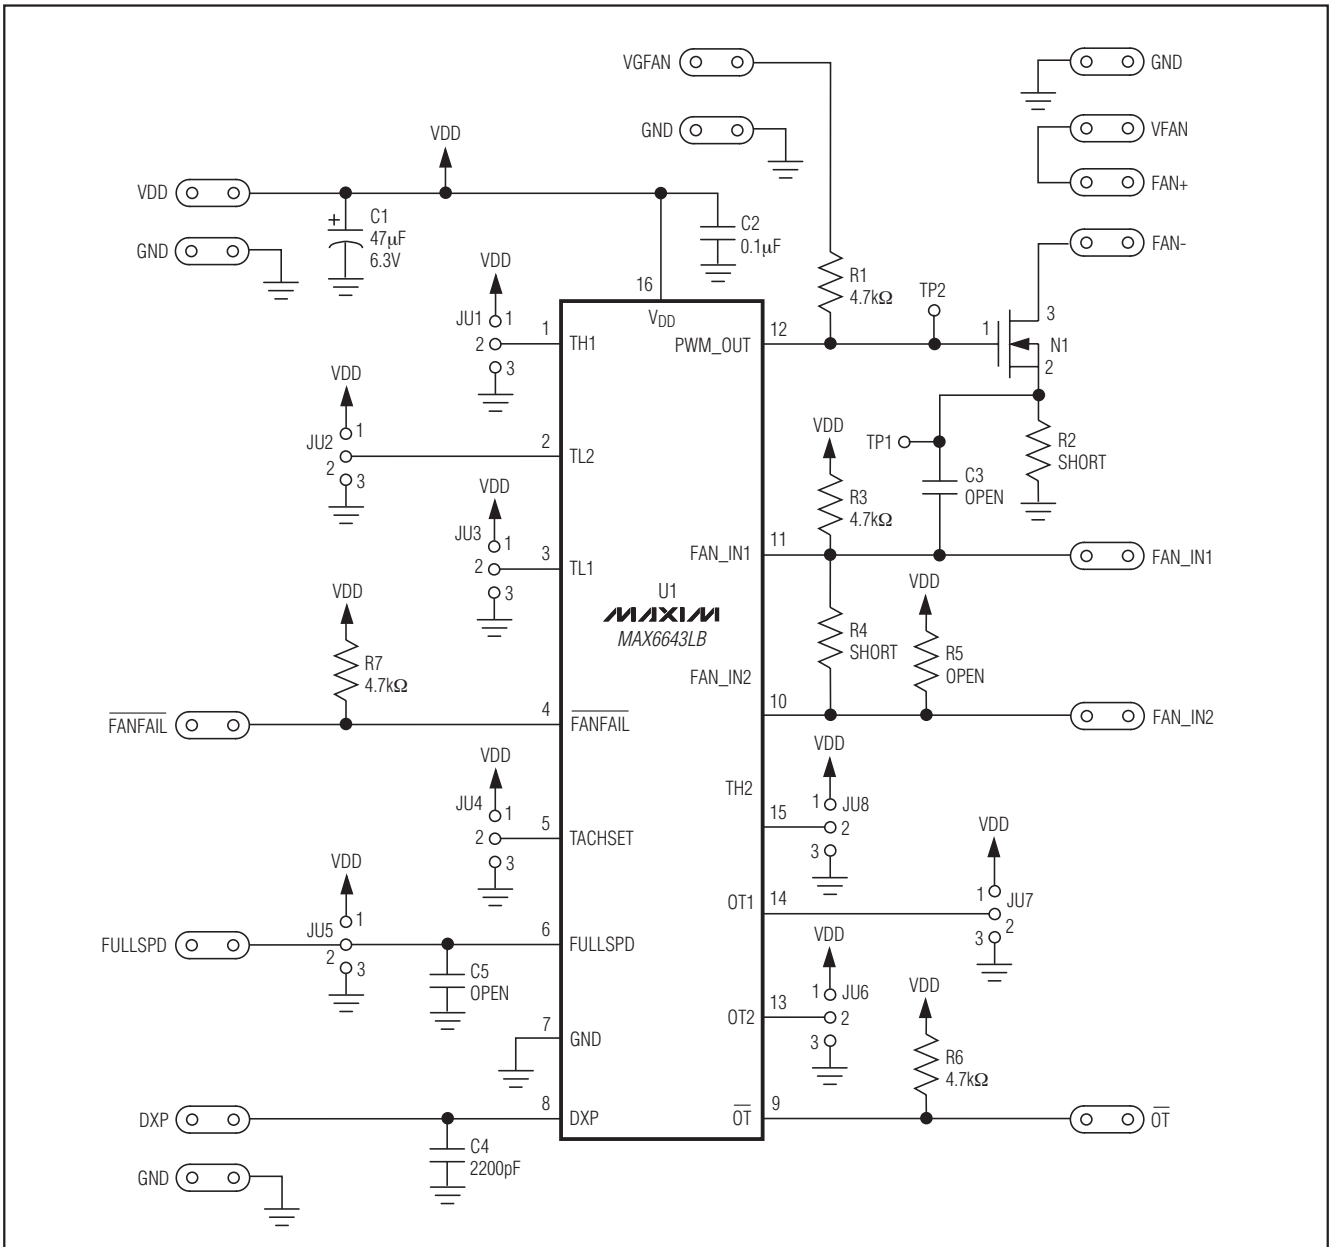 VGFAN
GND
VDD
VFAN
GND
FAN+
VDD
C1
47µF
6.3V
C2
0.1µF
FAN-
GND
VDD
R1
4.7kΩ
TP2
16
JU1
1
2
3
1
TH1
VDD
PWM_OUT
12
1
3
N1
2
VDD
JU2
1
2
3
2
TL2
VDD
TP1
R2
SHORT
C3
OPEN
R3
4.7kΩ
VDD
JU3
1
2
3
3
TL1
FAN_IN1
11
FAN_IN1
U1
MAXIM
MAX6643LB
VDD
VDD
R7
4.7kΩ
R4
SHORT
R5
OPEN
FAN_IN2
FANFAIL
4
FANFAIL
10
FAN_IN2
VDD
JU4
1
2
3
5
TACHSET
VDD
TH2
15
1
JU8
2
3
VDD
JU5
1
2
3
FULLSPD
6
FULLSPD
C5
OPEN
OT1
14
VDD
1
JU7
2
3
VDD
OT2
13
1
JU6
2
3
7
GND
VDD
R6
4.7kΩ
DXP
8
DXP
C4
2200pF
OT
9
OT
GND